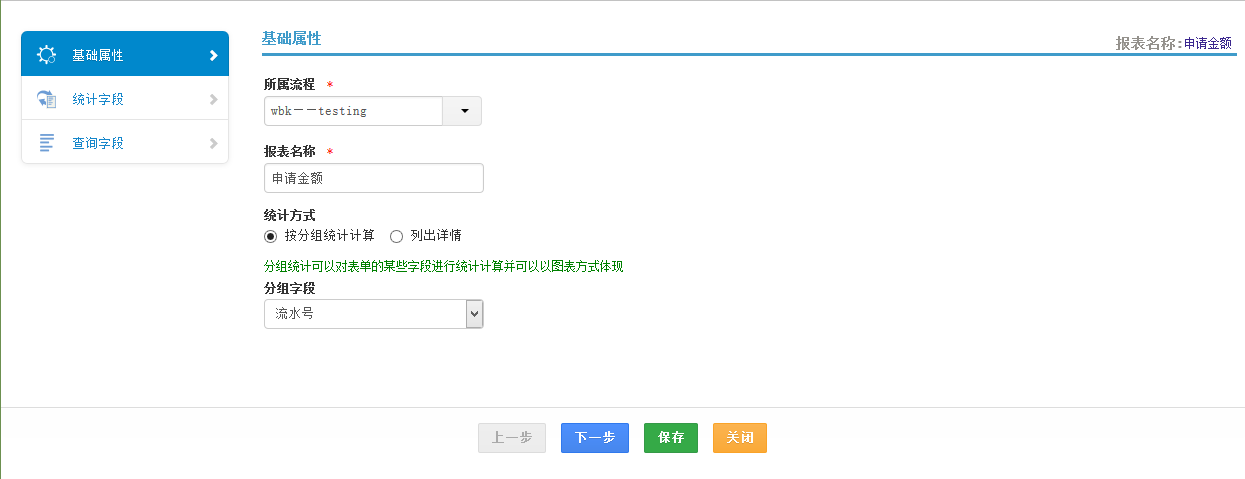 基础属性
统计字段
查询字段
基础属性
报表名称:申请金额
所属流程 *
wbk－－testing
报表名称 *
申请金额
统计方式
按分组统计计算 列出详情
分组统计可以对表单的某些字段进行统计计算并可以以图表方式体现
分组字段
流水号
上一步 下一步 保存 关闭